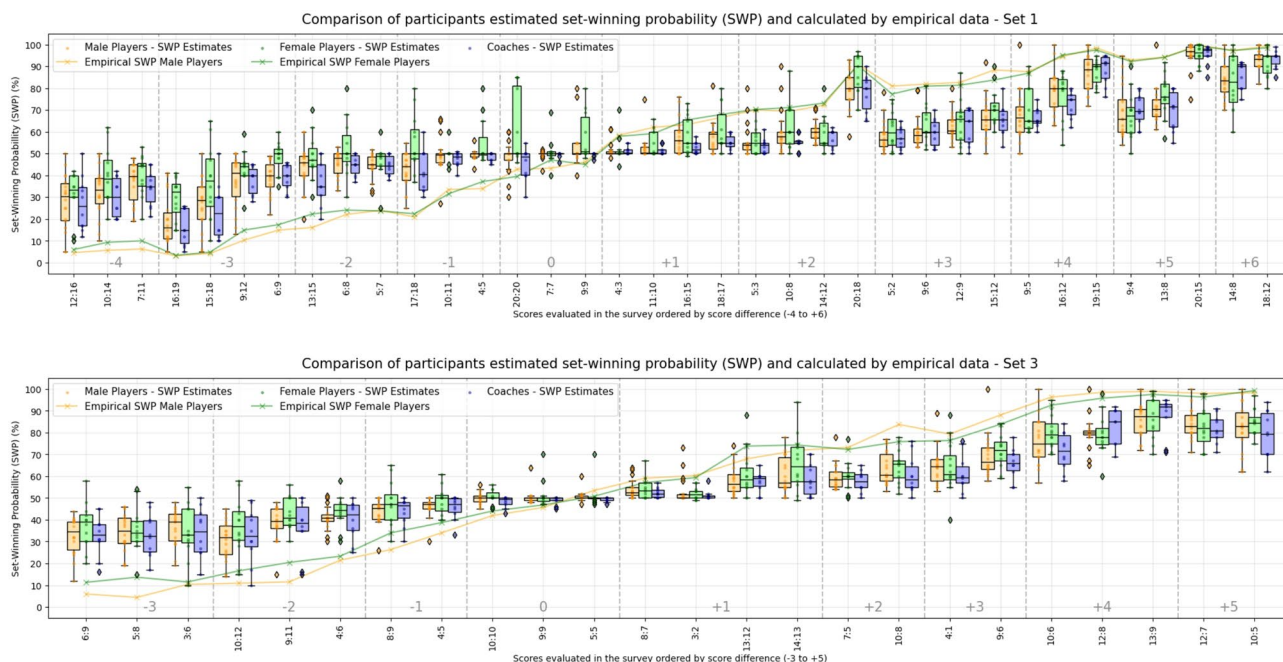 Comparison of participants estimated set-winning probability (SWP) and calculated by empirical data - Set 1
Male Players - SWP Estimates
Female Players - SWP Estimates
Coaches - SWP Estimates
Empirical SWP Male Players
Empirical SWP Female Players
Set-Winning Probability (SWP) (%)
100
90
80
70
60
50
40
30
20
10
0
-4 -3 -2 -1 0 +1 +2 +3 +4 +5 +6
12:16 10:14 7:11 16:19 15:18 9:12 6:9 13:15 6:8 5:7 17:18 10:11 4:5 20:20 7:7 9:9 4:3 11:10 16:15 18:17 5:3 10:8 14:12 20:18 5:2 9:6 12:9 15:12 9:5 16:12 19:15 9:4 13:8 20:15 14:8 18:12
Scores evaluated in the survey ordered by score difference (-4 to +6)
Comparison of participants estimated set-winning probability (SWP) and calculated by empirical data - Set 3
Male Players - SWP Estimates
Female Players - SWP Estimates
Coaches - SWP Estimates
Empirical SWP Male Players
Empirical SWP Female Players
Set-Winning Probability (SWP) (%)
100
90
80
70
60
50
40
30
20
10
0
-3 -2 -1 0 +1 +2 +3 +4 +5
6:9 5:8 3:6 10:12 9:11 4:6 8:9 4:5 10:10 9:9 5:5 8:7 3:2 13:12 14:13 7:5 10:8 4:1 9:6 10:6 12:8 13:9 12:7 10:5
Scores evaluated in the survey ordered by score difference (-3 to +5)